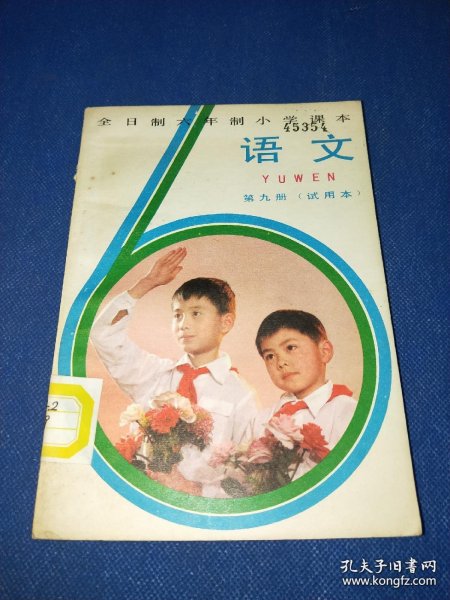 全日制六年制小学课本
45354
语文
YUWEN
第九册（试用本）
2
孔夫子旧书网
www.kongfz.com